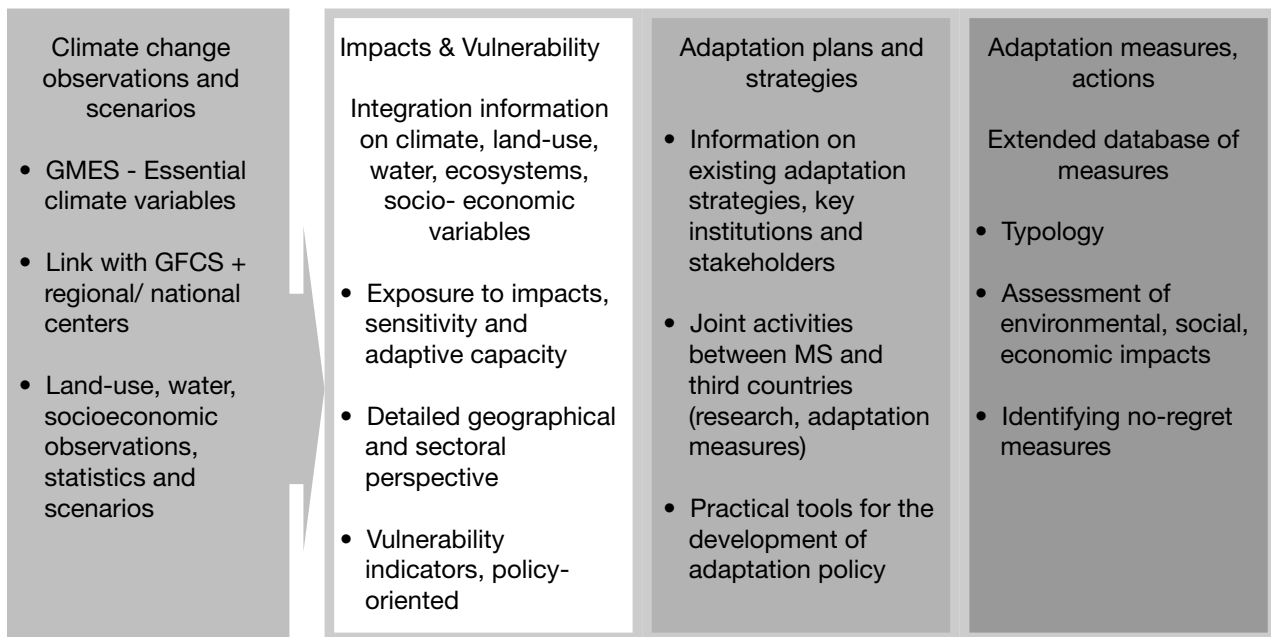 Climate change
observations and
scenarios
• GMES - Essential
climate variables
• Link with GFCS +
regional/ national
centers
• Land-use, water,
socioeconomic
observations,
statistics and
scenarios
Impacts & Vulnerability
Integration information
on climate, land-use,
water, ecosystems,
socio- economic
variables
• Exposure to impacts,
sensitivity and
adaptive capacity
• Detailed geographical
and sectoral
perspective
• Vulnerability
indicators, policy-
oriented
Adaptation plans and
strategies
• Information on
existing adaptation
strategies, key
institutions and
stakeholders
• Joint activities
between MS and
third countries
(research, adaptation
measures)
• Practical tools for the
development of
adaptation policy
Adaptation measures,
actions
Extended database of
measures
• Typology
• Assessment of
environmental, social,
economic impacts
• Identifying no-regret
measures